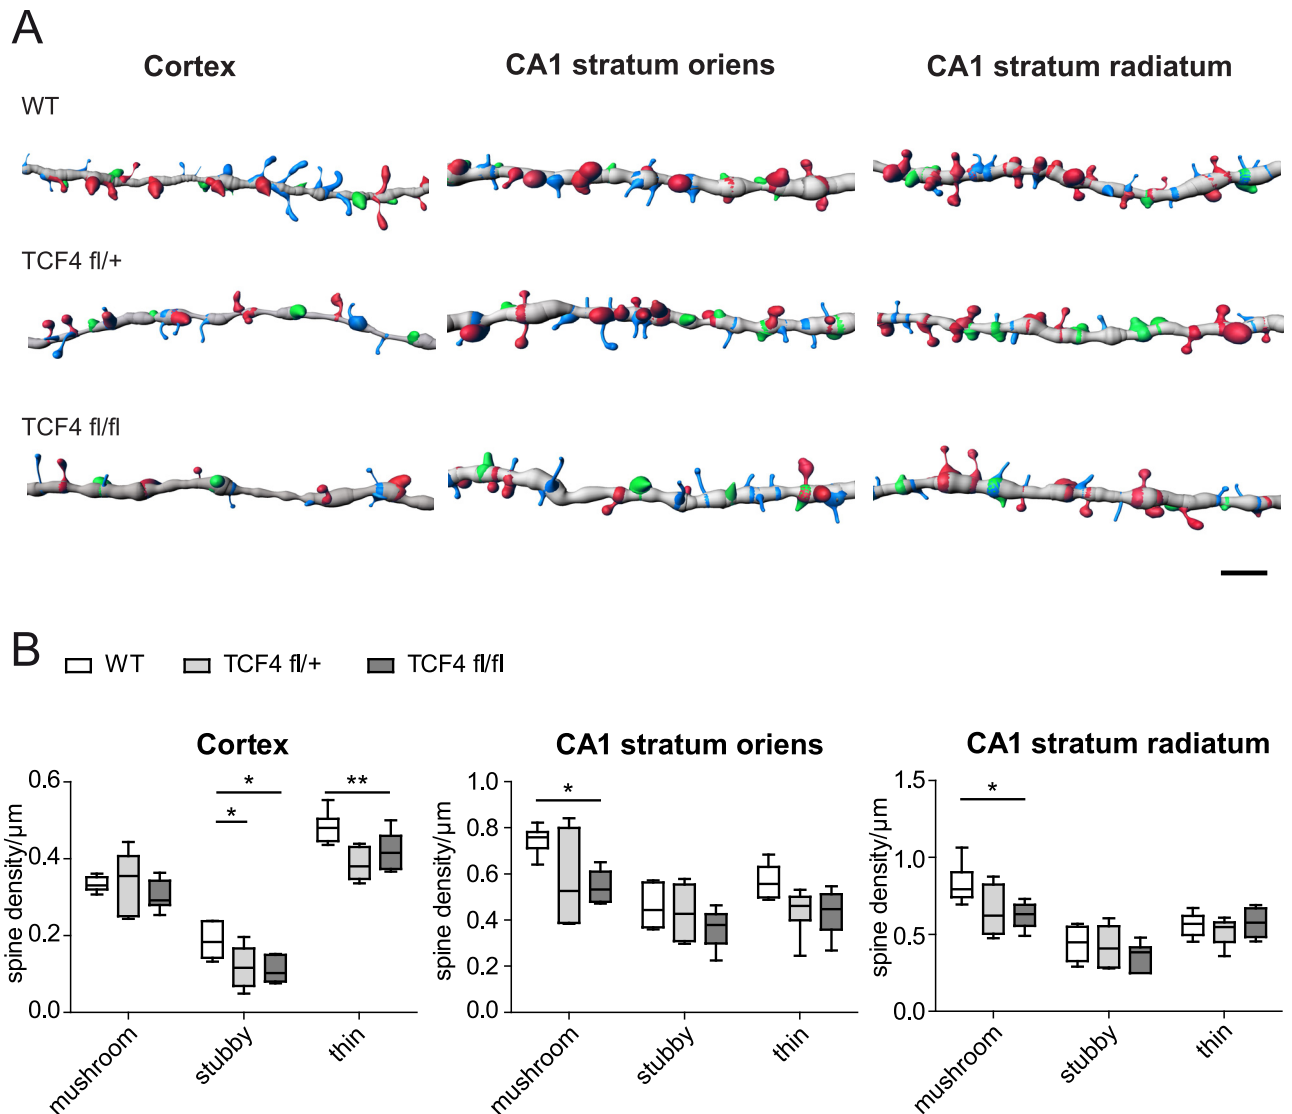 A
Cortex CA1 stratum oriens CA1 stratum radiatum
WT
TCF4 fl/+
TCF4 fl/fl
B
WT TCF4 fl/+ TCF4 fl/fl
Cortex
spine density/µm
0.6
0.4
0.2
0.0
* * **
mushroom stubby thin
CA1 stratum oriens
spine density/µm
1.0
0.8
0.6
0.4
0.2
0.0
*
mushroom stubby thin
CA1 stratum radiatum
spine density/µm
1.5
1.0
0.5
0.0
*
mushroom stubby thin